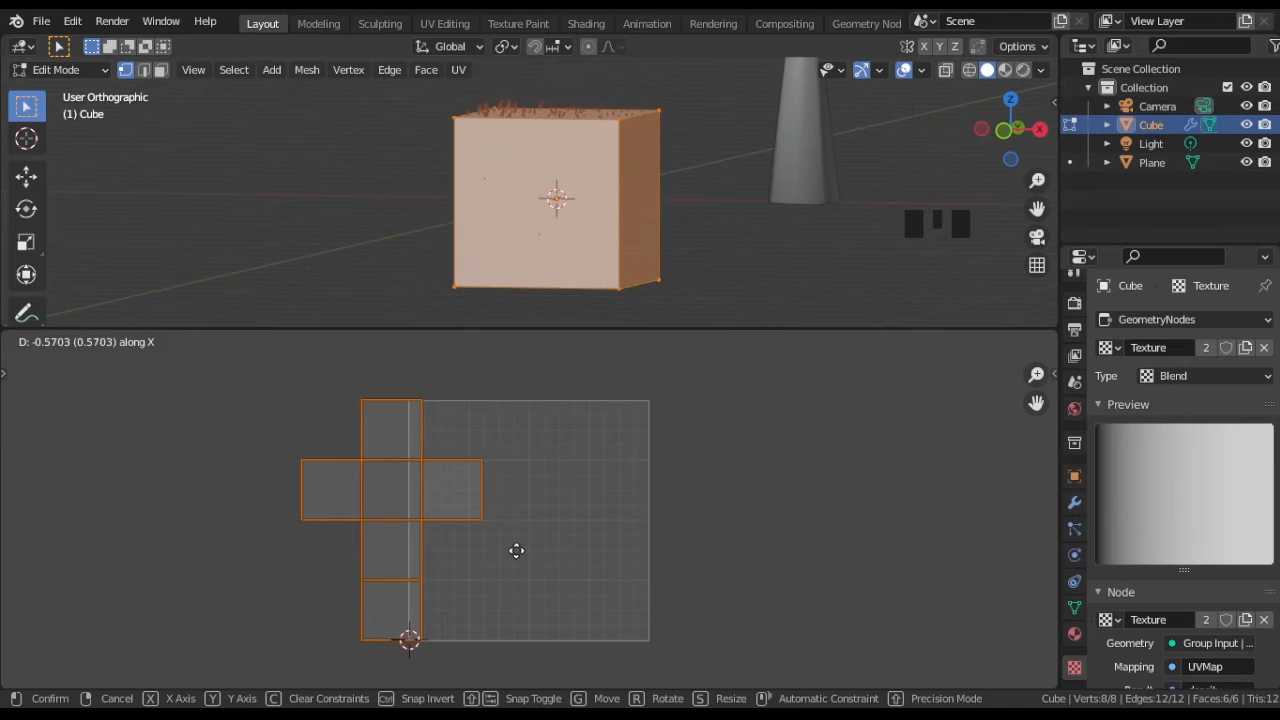 File Edit Render Window Help Layout Modeling Sculpting UV Editing Texture Paint Shading Animation Rendering Compositing Geometry Nod Scene View Layer
Global X Y Z Options
Edit Mode View Select Add Mesh Vertex Edge Face UV
User Orthographic
(1) Cube
Z
X
Y
Scene Collection
Collection
Camera
Cube
Light
Plane
Cube Texture
GeometryNodes
Texture 2
Type Blend
Preview
Node
Texture 2
Geometry Group Input | ...
Mapping UVMap
D: -0.5703 (0.5703) along X
Confirm Cancel X X Axis Y Y Axis C Clear Constraints Ctrl Snap Invert Snap Toggle G Move R Rotate S Resize Automatic Constraint Precision Mode Cube | Verts:8/8 | Edges:12/12 | Faces:6/6 | Tris:12